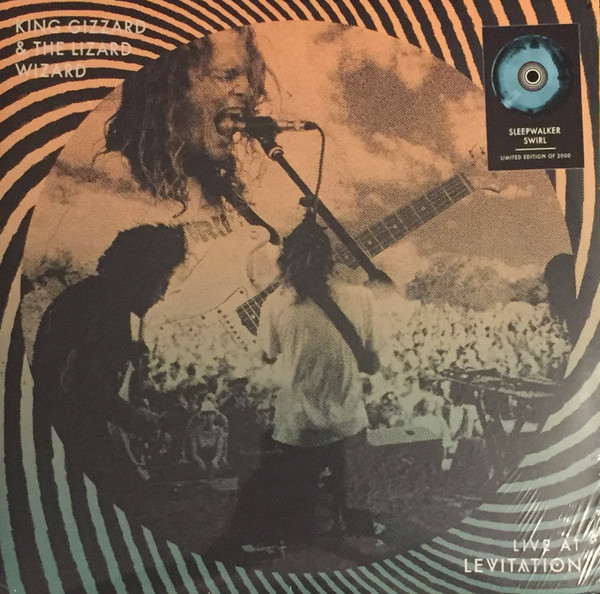 KING GIZZARD
& THE LIZARD
WIZARD
SLEEPWALKER
SWIRL
LIMITED EDITION OF 2000
LIVE AT
LEVITATION